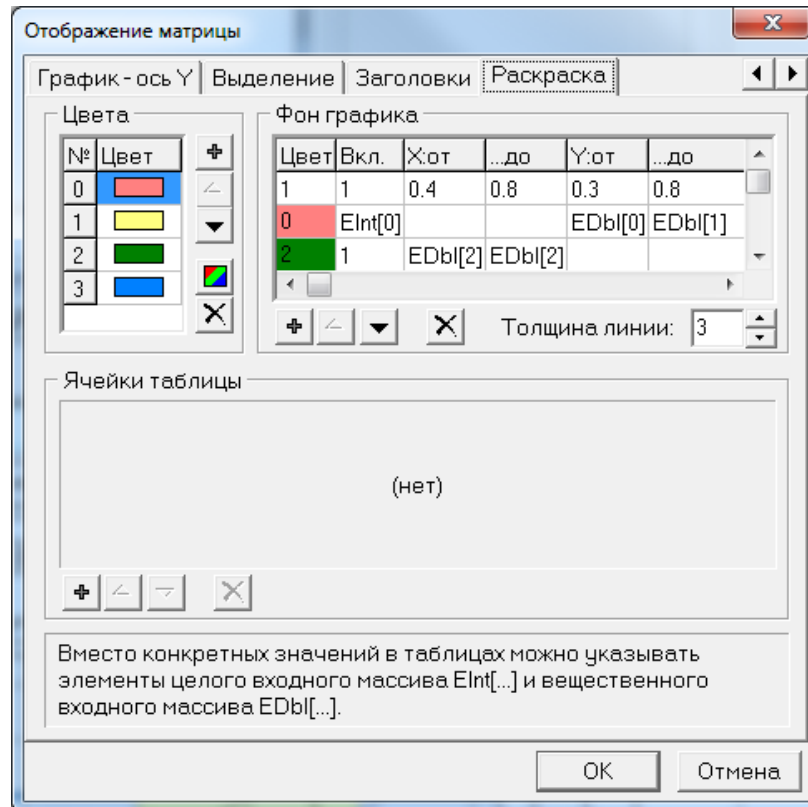 Отображение матрицы
График - ось Y Выделение Заголовки Раскраска
Цвета
№ Цвет
0
1
2
3
Фон графика
Цвет Вкл. X:от ...до Y:от ...до
1 1 0.4 0.8 0.3 0.8
0 EInt[0] EDbl[0] EDbl[1]
2 1 EDbl[2] EDbl[2]
Толщина линии: 3
Ячейки таблицы
(нет)
Вместо конкретных значений в таблицах можно указывать
элементы целого входного массива EInt[...] и вещественного
входного массива EDbl[...].
OK Отмена